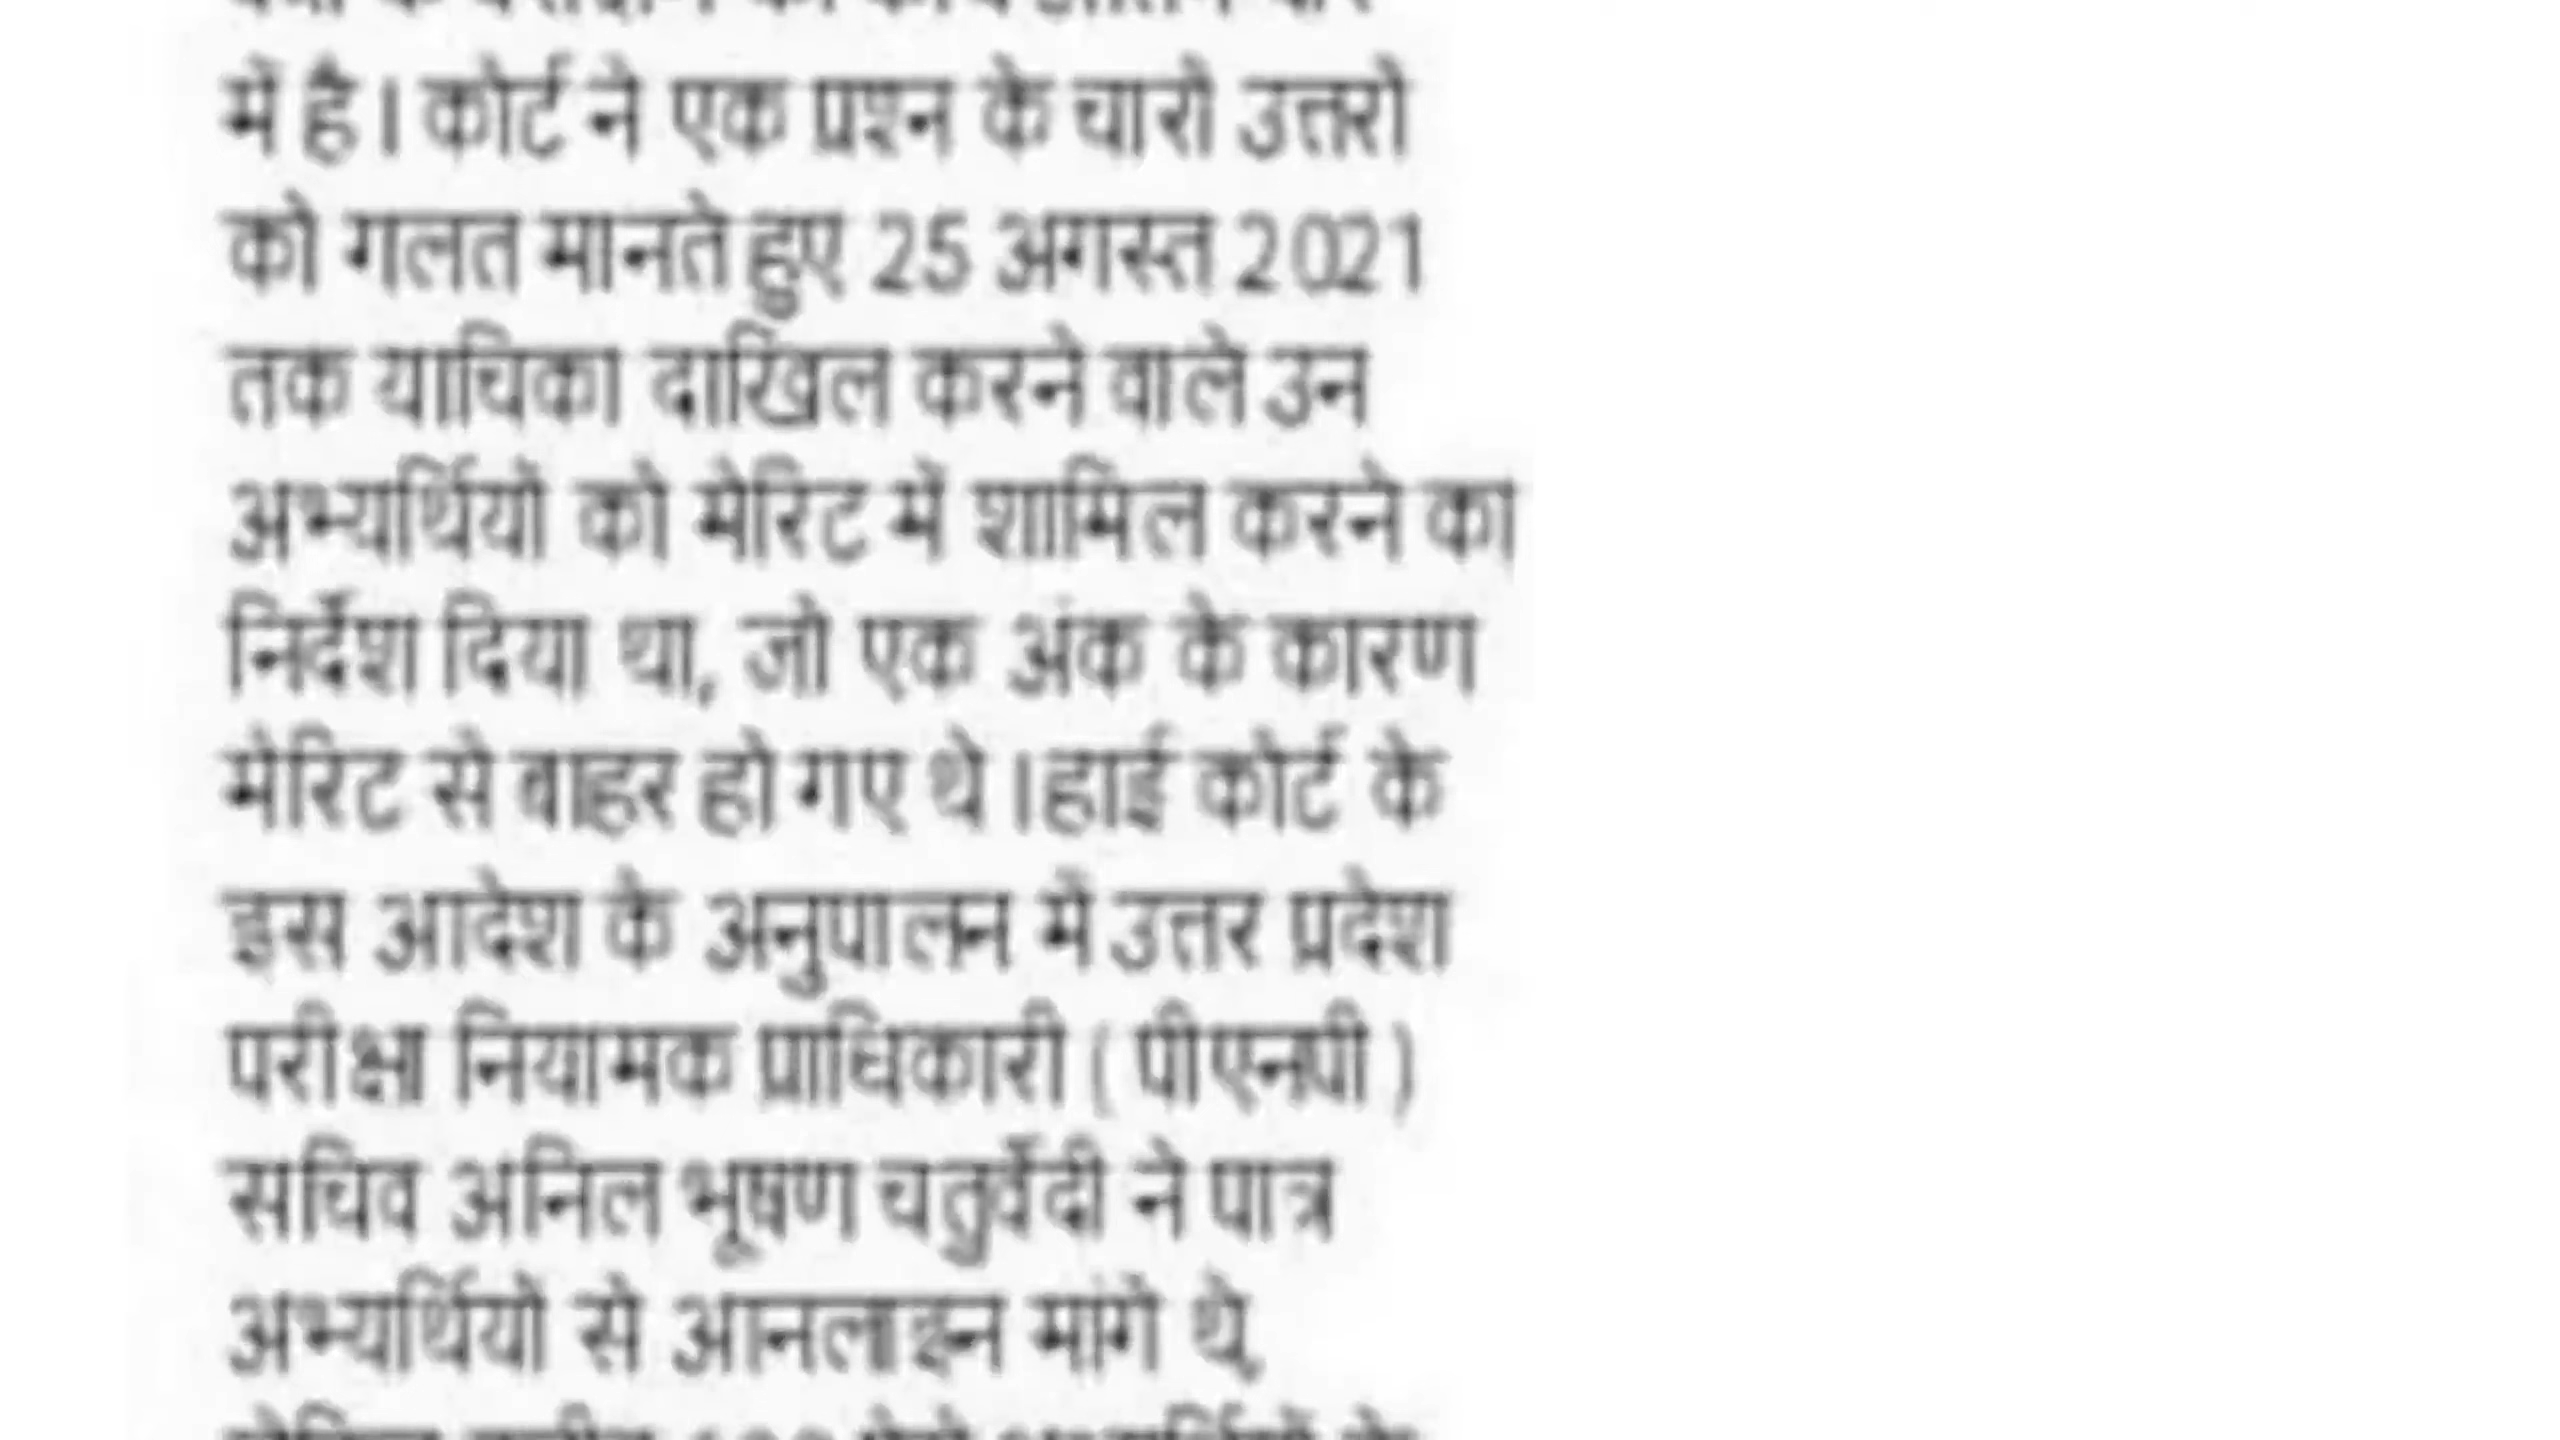 में है। कोर्ट ने एक प्रश्न के चारों उत्तरों
को गलत मानते हुए 25 अगस्त 2021
तक याचिका दाखिल करने वाले उन
अभ्यर्थियों को मेरिट में शामिल करने का
निर्देश दिया था, जो एक अंक के कारण
मेरिट से बाहर हो गए थे ।हाई कोर्ट के
इस आदेश के अनुपालन में उत्तर प्रदेश
परीक्षा नियामक प्राधिकारी ( पीएनपी )
सचिव अनिल भूषण चतुर्वेदी ने पात्र
अभ्यर्थियों से आनलाइन मांगे थे,